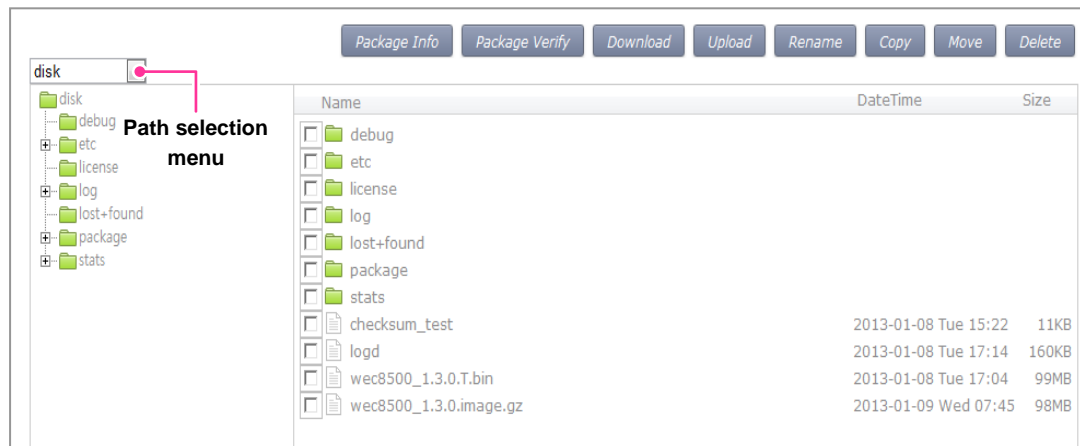 Package Info Package Verify Download Upload Rename Copy Move Delete
disk
disk
debug
etc
license
log
lost+found
package
stats
Path selection
menu
Name DateTime Size
debug
etc
license
log
lost+found
package
stats
checksum_test 2013-01-08 Tue 15:22 11KB
logd 2013-01-08 Tue 17:14 160KB
wec8500_1.3.0.T.bin 2013-01-08 Tue 17:04 99MB
wec8500_1.3.0.image.gz 2013-01-09 Wed 07:45 98MB